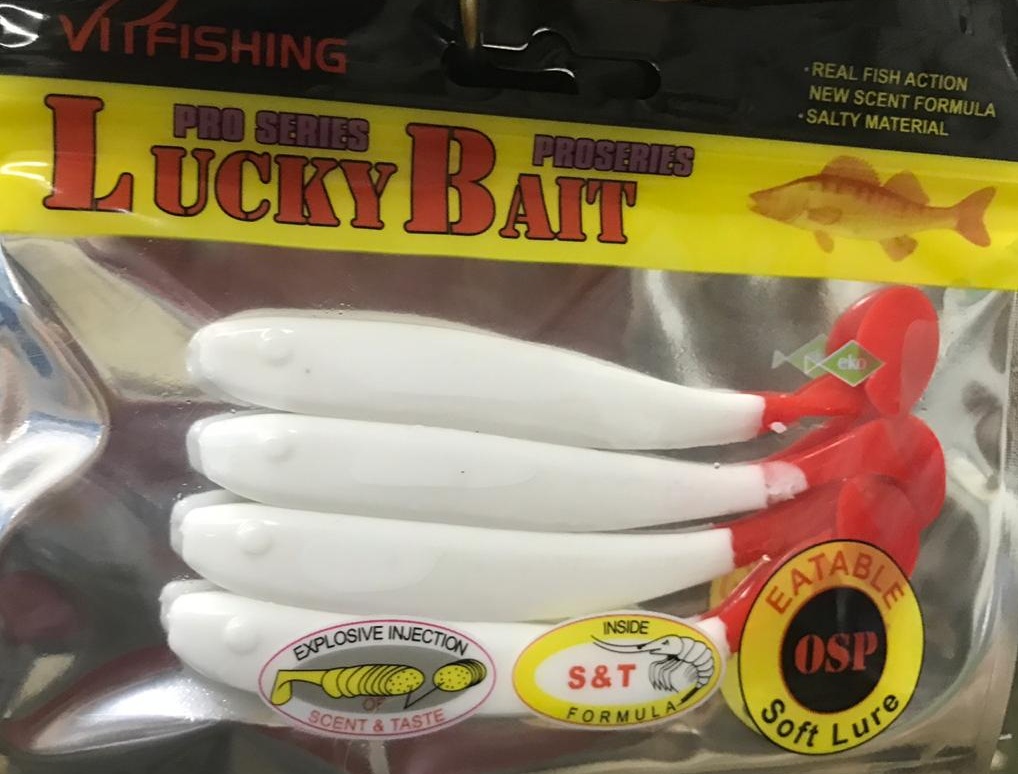 VITFISHING
·REAL FISH ACTION
NEW SCENT FORMULA
·SALTY MATERIAL
PRO SERIES
PROSERIES
LUCKY BAIT
eko
EXPLOSIVE INJECTION
OF
SCENT & TASTE
INSIDE
S & T
FORMULA
EATABLE
OSP
Soft Lure